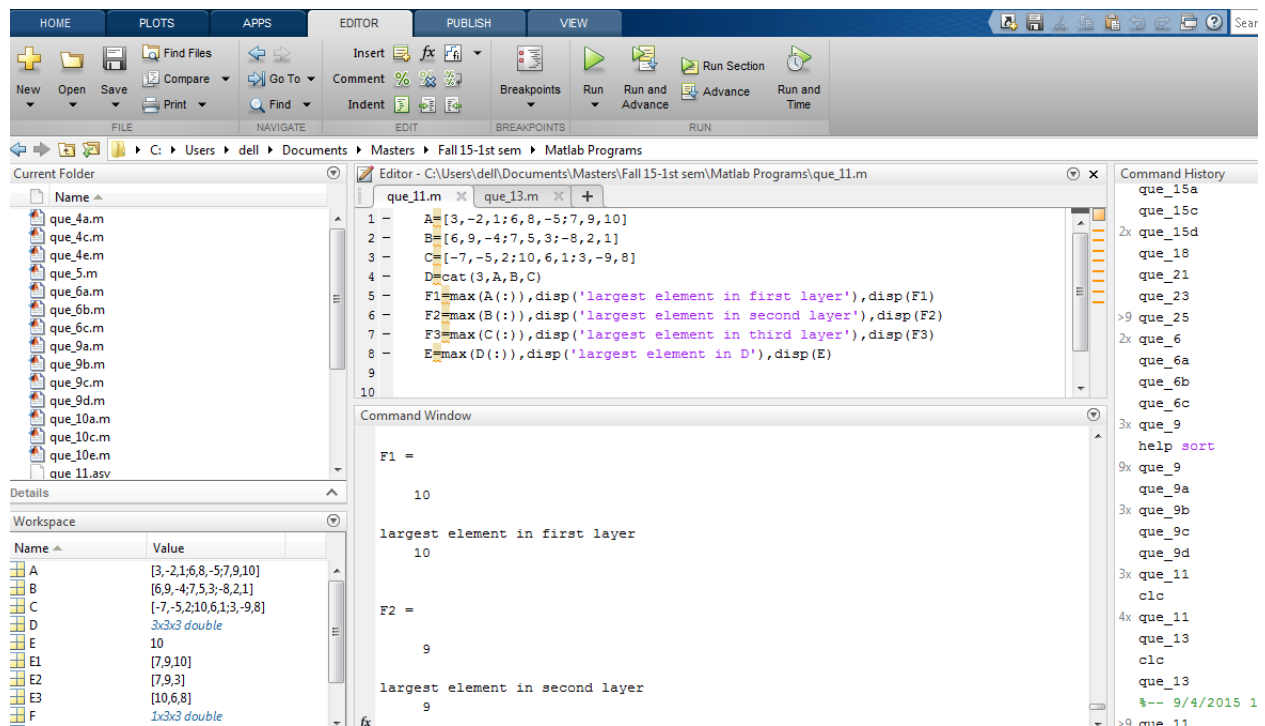 HOME PLOTS APPS EDITOR PUBLISH VIEW
Sear
New Open Save
Find Files
Compare
Print
Go To
Find
Insert fx
Comment
Indent
Breakpoints
Run
Run and Advance
Run Section
Advance
Run and Time
FILE NAVIGATE EDIT BREAKPOINTS RUN
C: Users dell Documents Masters Fall 15-1st sem Matlab Programs
Current Folder
Name
que_4a.m
que_4c.m
que_4e.m
que_5.m
que_6a.m
que_6b.m
que_6c.m
que_9a.m
que_9b.m
que_9c.m
que_9d.m
que_10a.m
que_10c.m
que_10e.m
que 11.asv
Details
Workspace
Name Value
A [3,-2,1;6,8,-5;7,9,10]
B [6,9,-4;7,5,3;-8,2,1]
C [-7,-5,2;10,6,1;3,-9,8]
D 3x3x3 double
E 10
E1 [7,9,10]
E2 [7,9,3]
E3 [10,6,8]
F 1x3x3 double
Editor - C:\Users\dell\Documents\Masters\Fall 15-1st sem\Matlab Programs\que_11.m
que_11.m que_13.m +
1 - A=[3,-2,1;6,8,-5;7,9,10]
2 - B=[6,9,-4;7,5,3;-8,2,1]
3 - C=[-7,-5,2;10,6,1;3,-9,8]
4 - D=cat(3,A,B,C)
5 - F1=max(A(:)),disp('largest element in first layer'),disp(F1)
6 - F2=max(B(:)),disp('largest element in second layer'),disp(F2)
7 - F3=max(C(:)),disp('largest element in third layer'),disp(F3)
8 - E=max(D(:)),disp('largest element in D'),disp(E)
9
10
Command Window
F1 =
10
largest element in first layer
10
F2 =
9
largest element in second layer
9
fx
Command History
que_15a
que_15c
2x que_15d
que_18
que_21
que_23
>9 que_25
2x que_6
que_6a
que_6b
que_6c
3x que_9
help sort
9x que_9
que_9a
3x que_9b
que_9c
que_9d
3x que_11
clc
4x que_11
que_13
clc
que_13
%-- 9/4/2015 1
>9 que 11